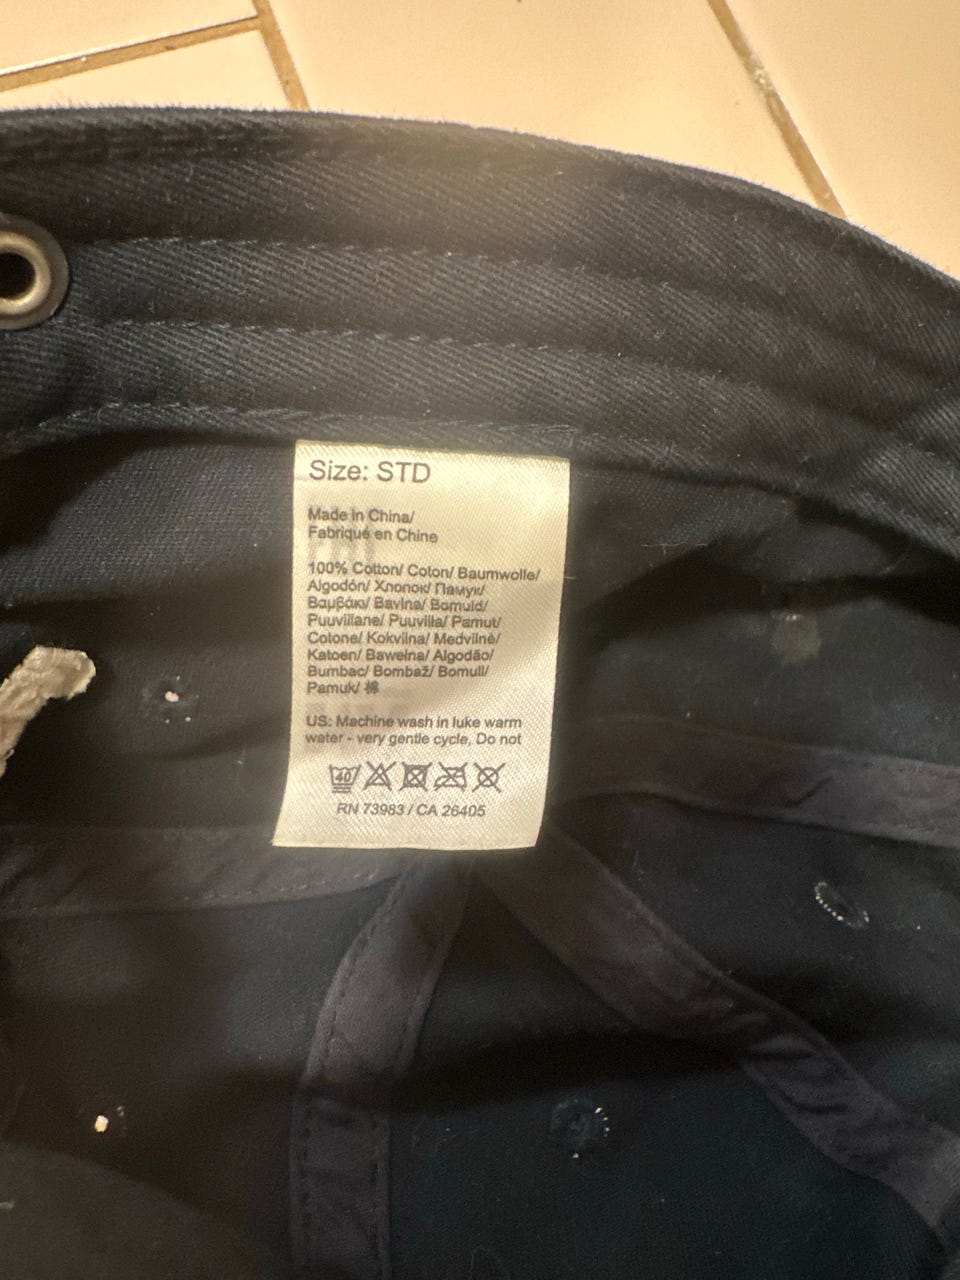 Size: STD
Made in China/
Fabriqué en Chine
100% Cotton/ Coton/ Baumwolle/
Algodón/ Хлопок/ Памук/
Βαμβάκι/ Bavlna/ Bomuld/
Puuvillane/ Puuvilla/ Pamut/
Cotone/ Kokvilna/ Medvilnė/
Katoen/ Bawełna/ Algodão/
Bumbac/ Bombaž/ Bomull/
Pamuk/ 棉
US: Machine wash in luke warm
water - very gentle cycle, Do not
40
RN 73983 / CA 26405